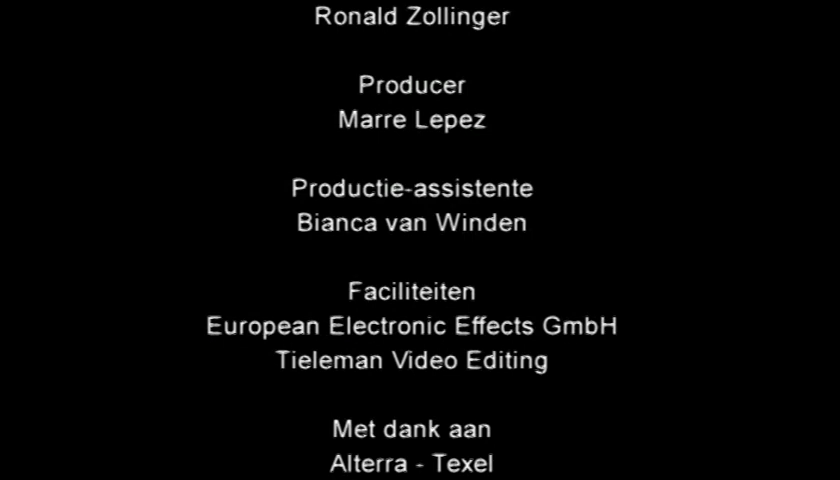 Ronald Zollinger
Producer
Marre Lepez
Productie-assistente
Bianca van Winden
Faciliteiten
European Electronic Effects GmbH
Tieleman Video Editing
Met dank aan
Alterra - Texel